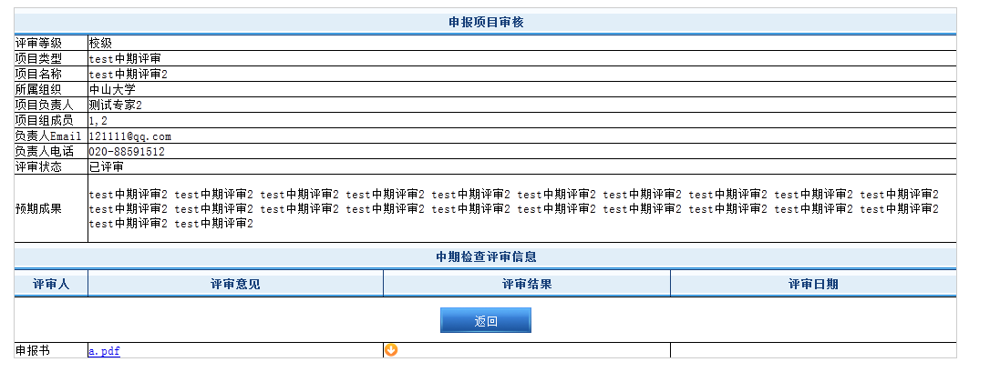 申报项目审核
评审等级 校级
项目类型 test中期评审
项目名称 test中期评审2
所属组织 中山大学
项目负责人 测试专家2
项目组成员 1,2
负责人Email 121111@qq.com
负责人电话 020-88591512
评审状态 已评审
test中期评审2 test中期评审2 test中期评审2 test中期评审2 test中期评审2 test中期评审2 test中期评审2 test中期评审2 test中期评审2 test中期评审2
预期成果 test中期评审2 test中期评审2 test中期评审2 test中期评审2 test中期评审2 test中期评审2 test中期评审2 test中期评审2 test中期评审2 test中期评审2
test中期评审2 test中期评审2
中期检查评审信息
评审人 评审意见 评审结果 评审日期
返回
申报书 a.pdf